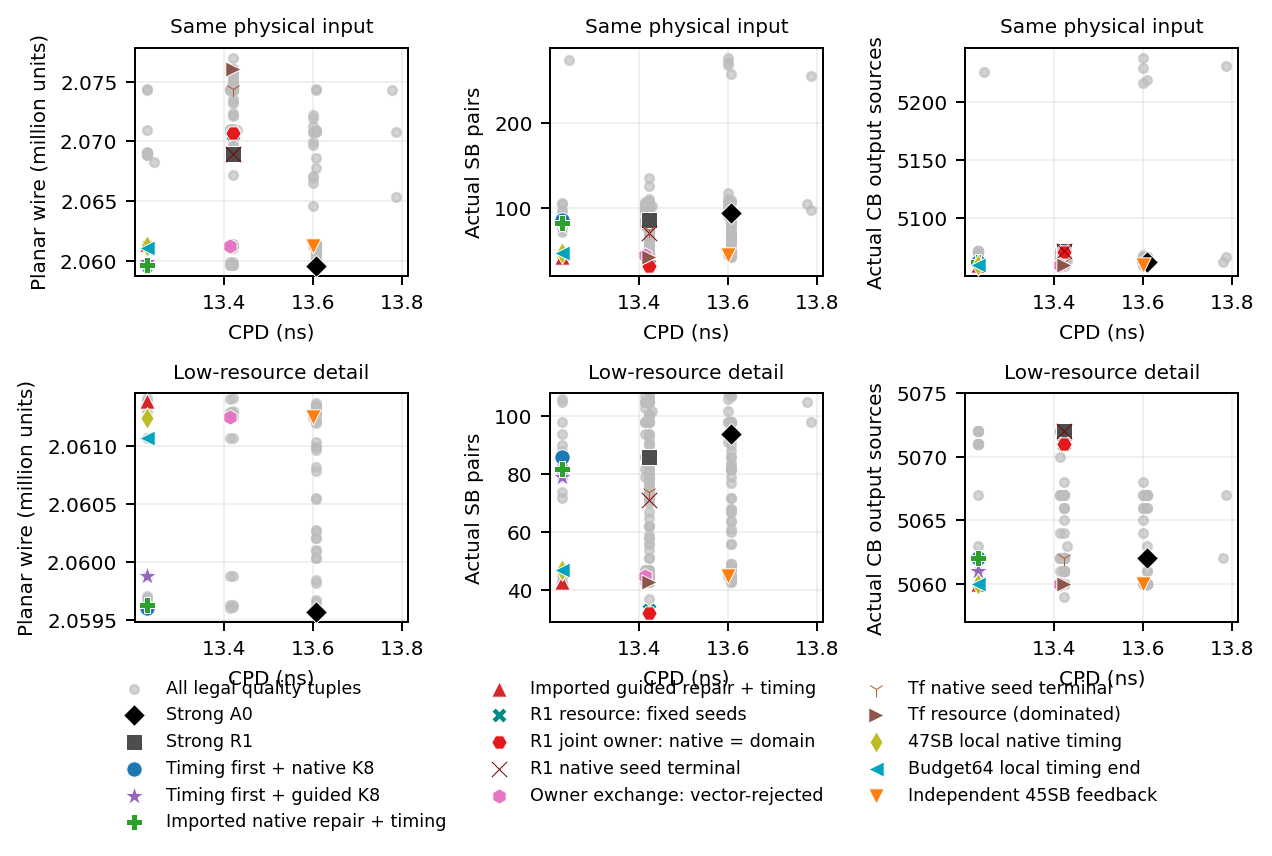 Same physical input
Same physical input
Same physical input
Planar wire (million units)
2.075
2.070
2.065
2.060
13.4
13.6
13.8
CPD (ns)
Actual SB pairs
200
100
13.4
13.6
13.8
CPD (ns)
Actual CB output sources
5200
5150
5100
13.4
13.6
13.8
CPD (ns)
Low-resource detail
Low-resource detail
Low-resource detail
Planar wire (million units)
2.0610
2.0605
2.0600
2.0595
13.4
13.6
13.8
CPD (ns)
Actual SB pairs
100
80
60
40
13.4
13.6
13.8
CPD (ns)
Actual CB output sources
5075
5070
5065
5060
13.4
13.6
13.8
CPD (ns)
All legal quality tuples
Strong A0
Strong R1
Timing first + native K8
Timing first + guided K8
Imported native repair + timing
Imported guided repair + timing
R1 resource: fixed seeds
R1 joint owner: native = domain
R1 native seed terminal
Owner exchange: vector-rejected
Tf native seed terminal
Tf resource (dominated)
47SB local native timing
Budget64 local timing end
Independent 45SB feedback